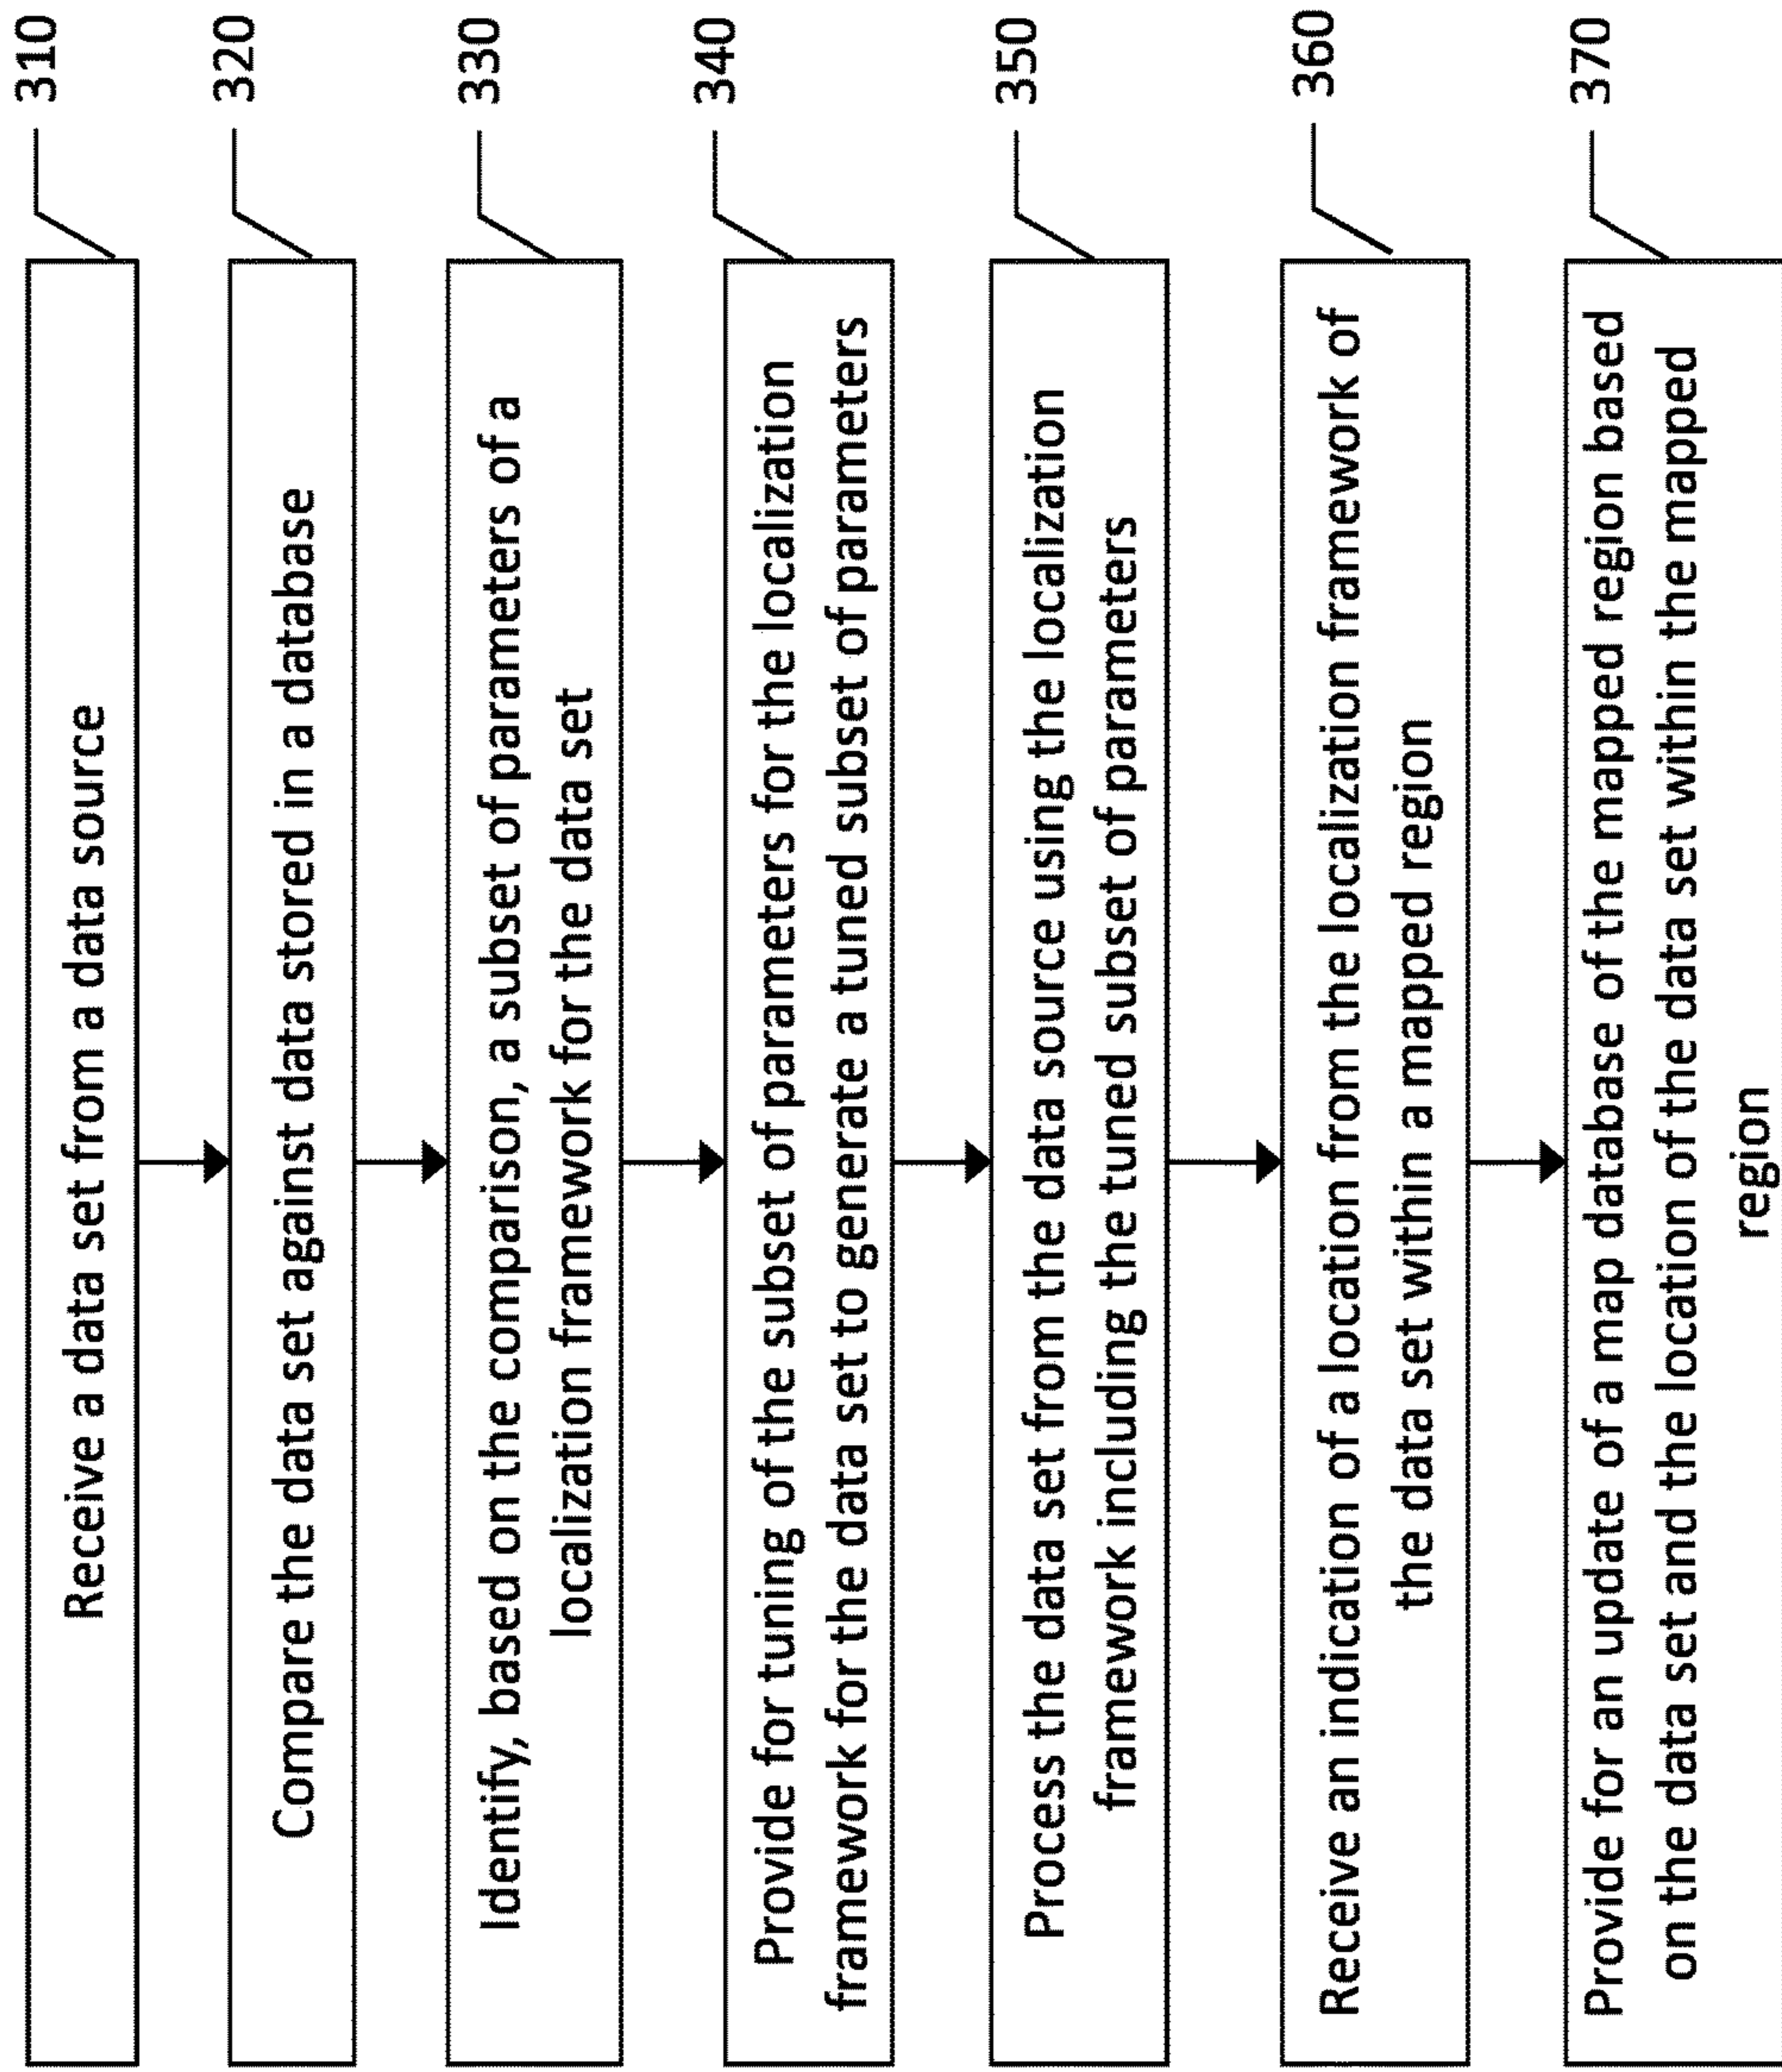 Receive a data set from a data source
310
Compare the data set against data stored in a database
320
Identify, based on the comparison, a subset of parameters of a
localization framework for the data set
330
Provide for tuning of the subset of parameters for the localization
framework for the data set to generate a tuned subset of parameters
340
Process the data set from the data source using the localization
framework including the tuned subset of parameters
350
Receive an indication of a location from the localization framework of
the data set within a mapped region
360
Provide for an update of a map database of the mapped region based
on the data set and the location of the data set within the mapped
region
370